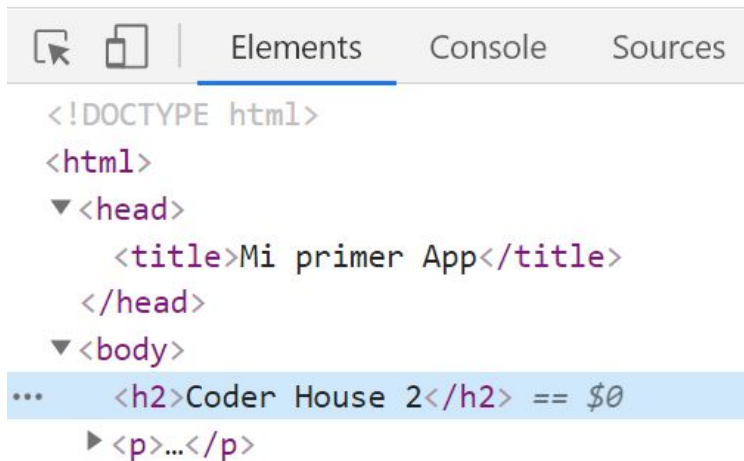 Elements Console Sources
<!DOCTYPE html>
<html>
▼<head>
<title>Mi primer App</title>
</head>
▼<body>
... <h2>Coder House 2</h2> == $0
▶<p>…</p>